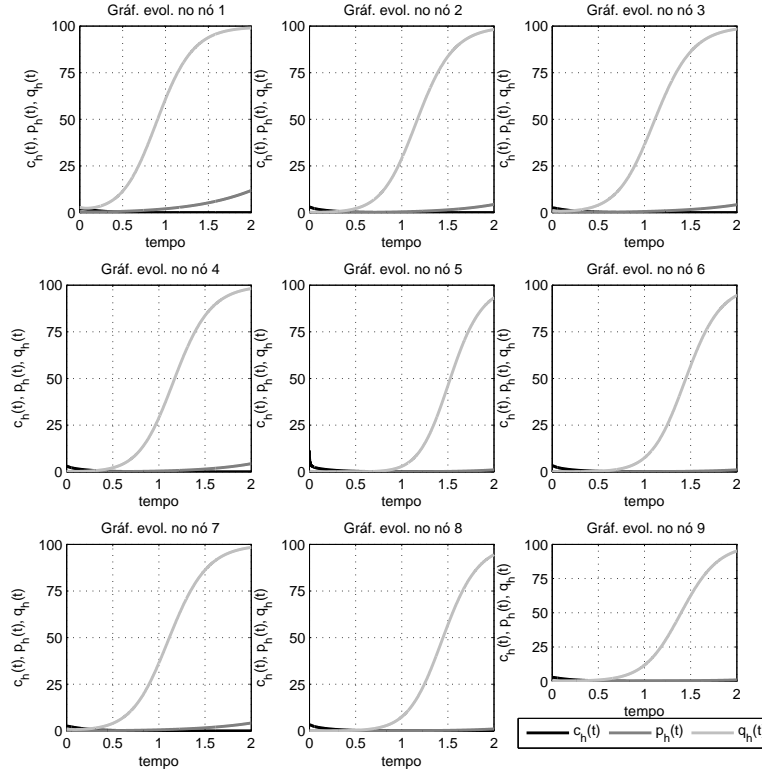 Gráf. evol. no nó 1
100
75
50
25
0
c_h(t), p_h(t), q_h(t)
0 0.5 1 1.5 2
tempo
Gráf. evol. no nó 2
100
75
50
25
0
c_h(t), p_h(t), q_h(t)
0 0.5 1 1.5 2
tempo
Gráf. evol. no nó 3
100
75
50
25
0
c_h(t), p_h(t), q_h(t)
0 0.5 1 1.5 2
tempo
Gráf. evol. no nó 4
100
75
50
25
0
c_h(t), p_h(t), q_h(t)
0 0.5 1 1.5 2
tempo
Gráf. evol. no nó 5
100
75
50
25
0
c_h(t), p_h(t), q_h(t)
0 0.5 1 1.5 2
tempo
Gráf. evol. no nó 6
100
75
50
25
0
c_h(t), p_h(t), q_h(t)
0 0.5 1 1.5 2
tempo
Gráf. evol. no nó 7
100
75
50
25
0
c_h(t), p_h(t), q_h(t)
0 0.5 1 1.5 2
tempo
Gráf. evol. no nó 8
100
75
50
25
0
c_h(t), p_h(t), q_h(t)
0 0.5 1 1.5 2
tempo
Gráf. evol. no nó 9
100
75
50
25
0
c_h(t), p_h(t), q_h(t)
0 0.5 1 1.5 2
tempo
c_h(t) p_h(t) q_h(t